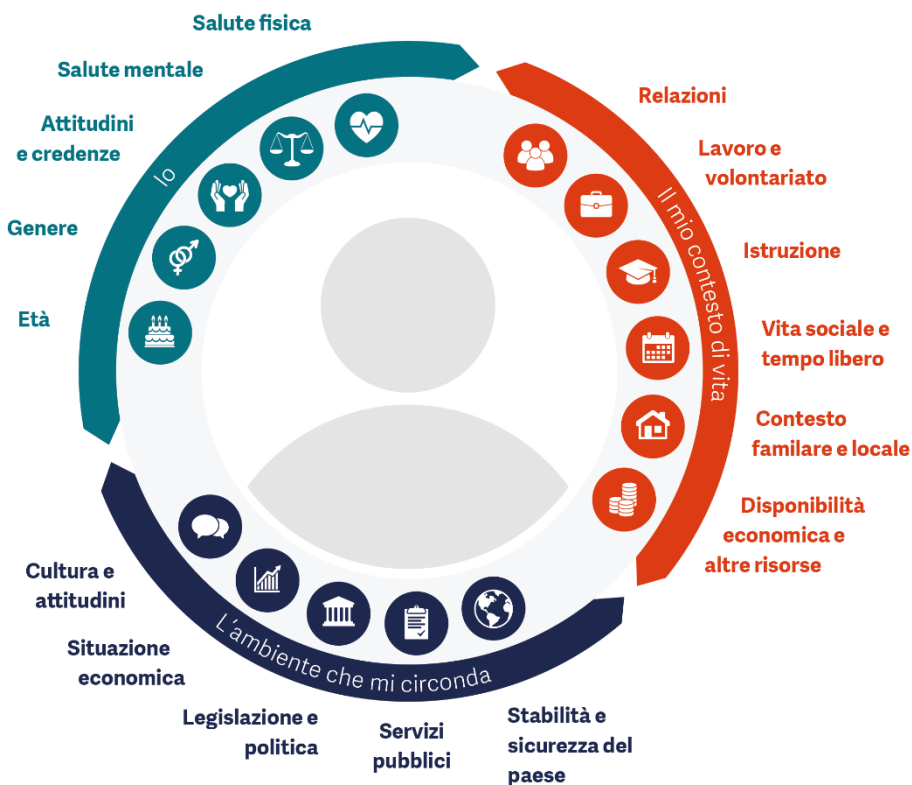 Salute fisica
Salute mentale
Attitudini
e credenze
Genere
Età
Io
Relazioni
Lavoro e
volontariato
Istruzione
Vita sociale e
tempo libero
Contesto
familare e locale
Disponibilità
economica e
altre risorse
Il mio contesto di vita
Cultura e
attitudini
Situazione
economica
Legislazione e
politica
Servizi
pubblici
Stabilità e
sicurezza del
paese
L'ambiente che mi circonda